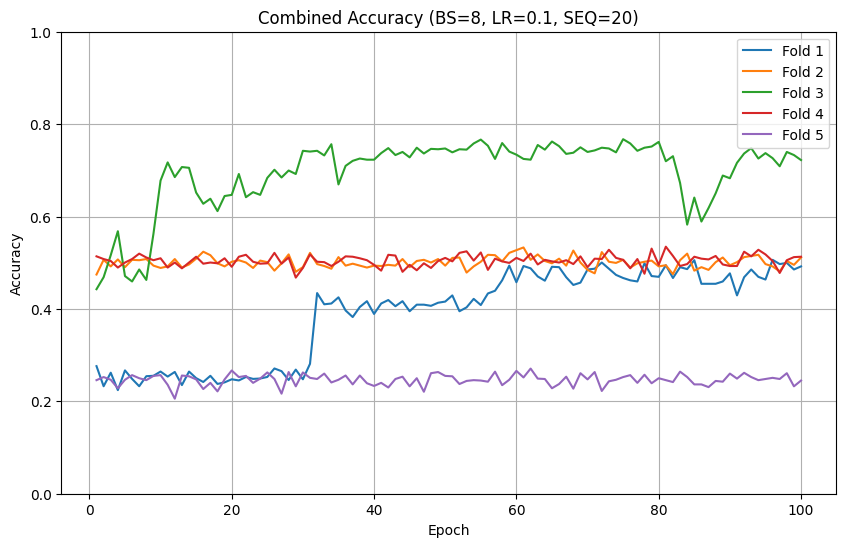 Combined Accuracy (BS=8, LR=0.1, SEQ=20)
1.0
0.8
0.6
0.4
0.2
0.0
Accuracy
0 20 40 60 80 100
Epoch
Fold 1
Fold 2
Fold 3
Fold 4
Fold 5